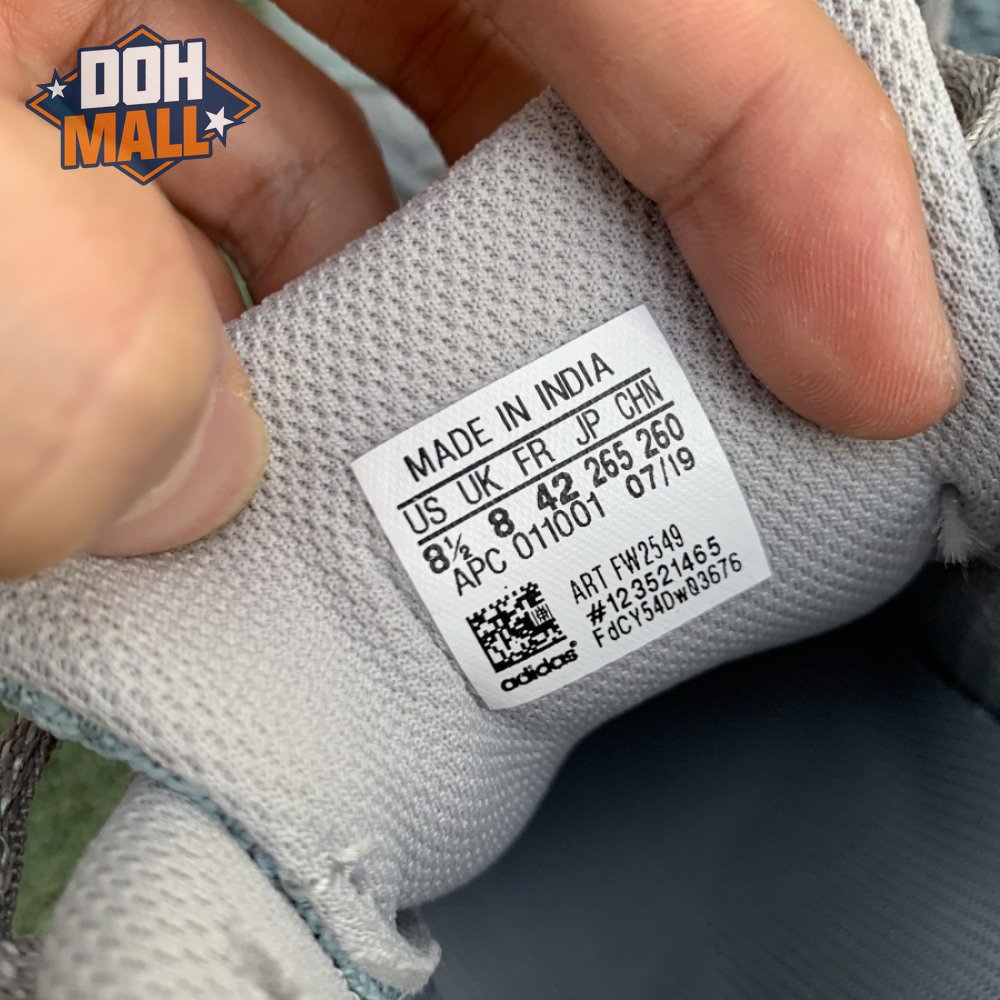 DOH
MALL
MADE IN INDIA
US UK FR JP CHN
8½ 8 42 265 260
APC 011001 07/19
ART FW2549
#123521465
FdCY54DwQ3676
adidas